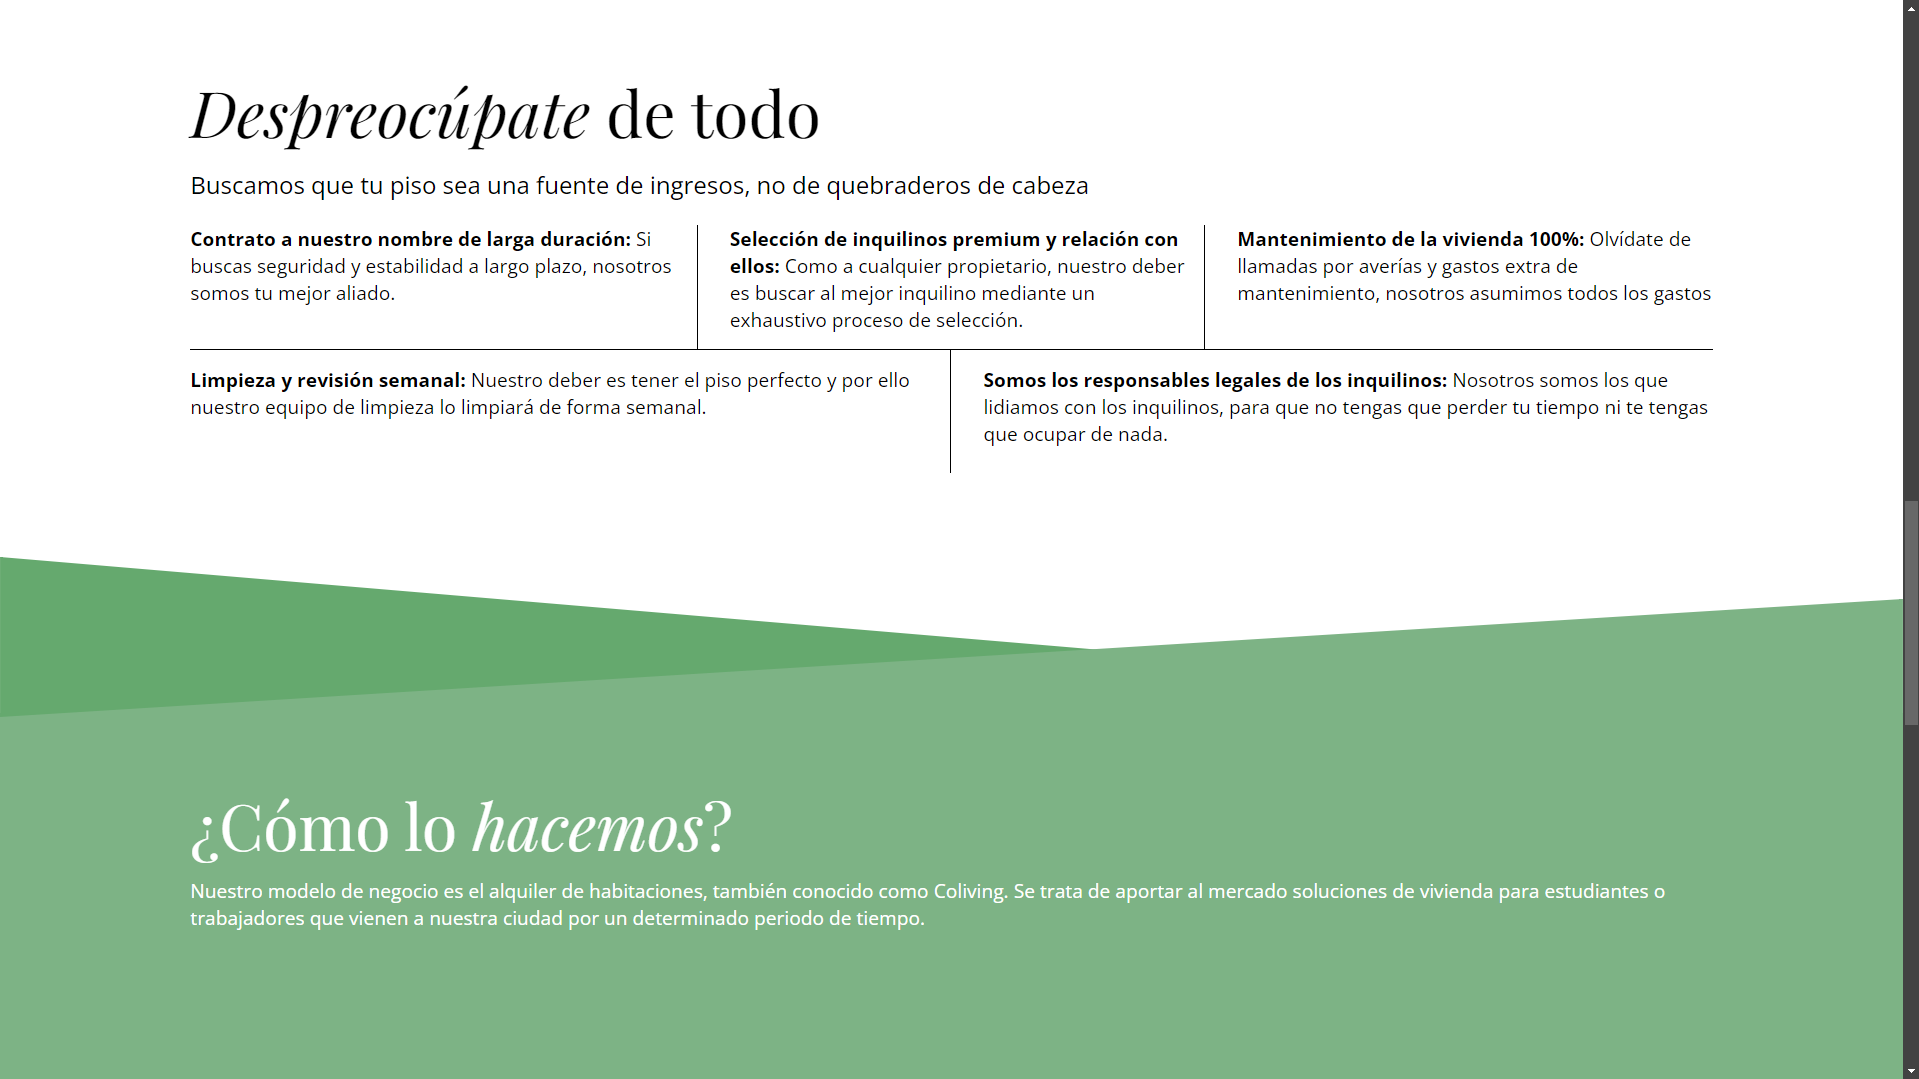 Despreocúpate de todo
Buscamos que tu piso sea una fuente de ingresos, no de quebraderos de cabeza
Contrato a nuestro nombre de larga duración: Si
buscas seguridad y estabilidad a largo plazo, nosotros
somos tu mejor aliado.
Selección de inquilinos premium y relación con
ellos: Como a cualquier propietario, nuestro deber
es buscar al mejor inquilino mediante un
exhaustivo proceso de selección.
Mantenimiento de la vivienda 100%: Olvídate de
llamadas por averías y gastos extra de
mantenimiento, nosotros asumimos todos los gastos
Limpieza y revisión semanal: Nuestro deber es tener el piso perfecto y por ello
nuestro equipo de limpieza lo limpiará de forma semanal.
Somos los responsables legales de los inquilinos: Nosotros somos los que
lidiamos con los inquilinos, para que no tengas que perder tu tiempo ni te tengas
que ocupar de nada.
¿Cómo lo hacemos?
Nuestro modelo de negocio es el alquiler de habitaciones, también conocido como Coliving. Se trata de aportar al mercado soluciones de vivienda para estudiantes o
trabajadores que vienen a nuestra ciudad por un determinado periodo de tiempo.